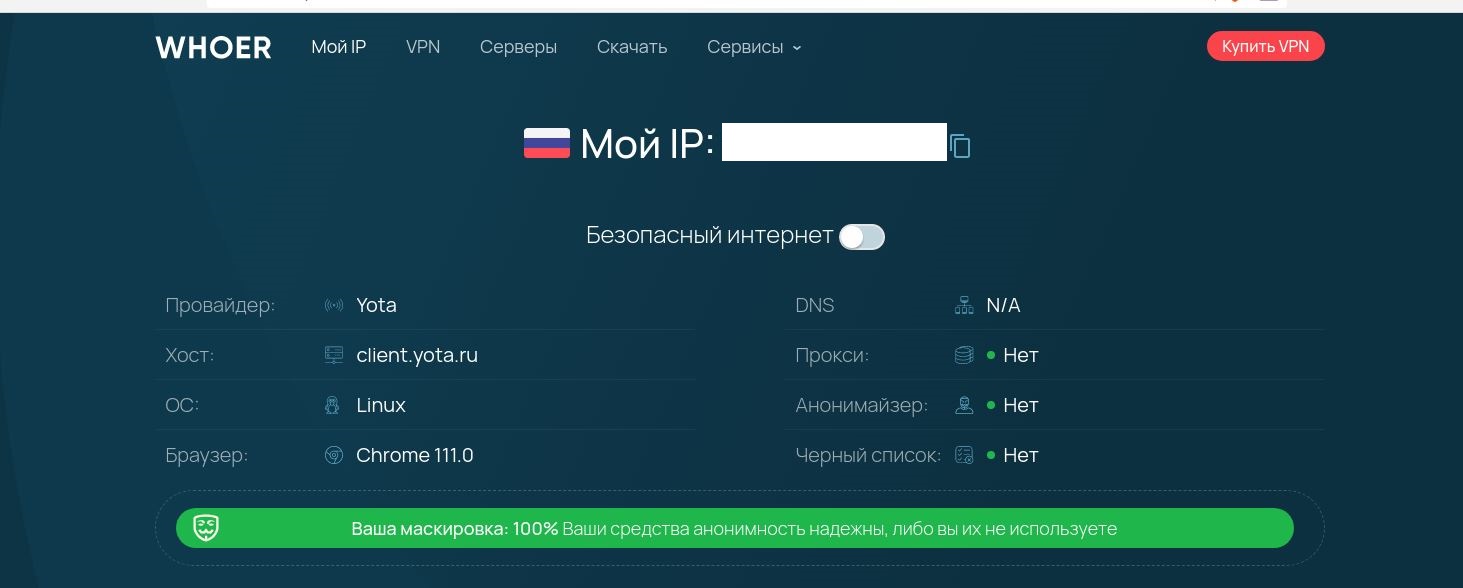 WHOER Мой IP VPN Серверы Скачать Сервисы Купить VPN
Мой IP:
Безопасный интернет
Провайдер: Yota
Хост: client.yota.ru
ОС: Linux
Браузер: Chrome 111.0
DNS N/A
Прокси: Нет
Анонимайзер: Нет
Черный список: Нет
Ваша маскировка: 100% Ваши средства анонимность надежны, либо вы их не используете